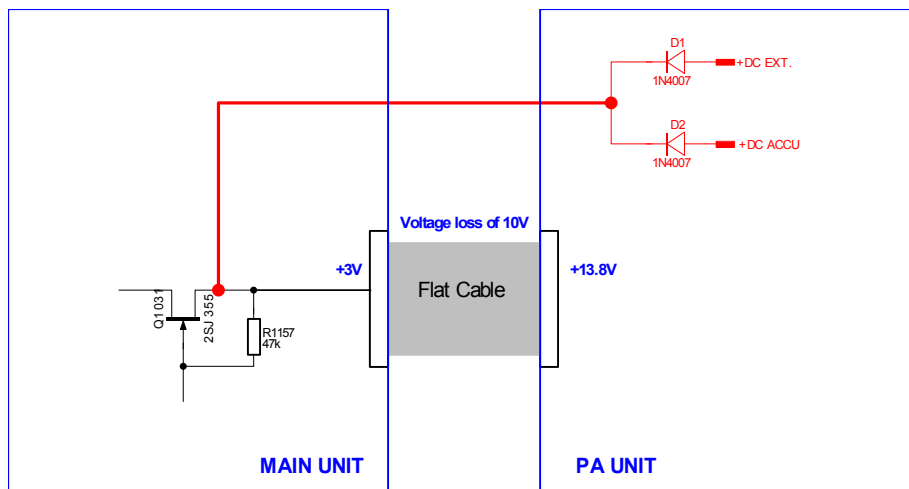 D1
+DC EXT.
1N4007
D2
+DC ACCU
1N4007
Voltage loss of 10V
+3V
+13.8V
Flat Cable
Q1031
2SJ355
R1157
47k
MAIN UNIT
PA UNIT